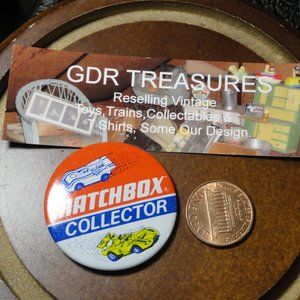 GDR TREASURES
Reselling Vintage
Toys,Trains,Collectables &
Shirts, Some Our Design.
MATCHBOX
COLLECTOR